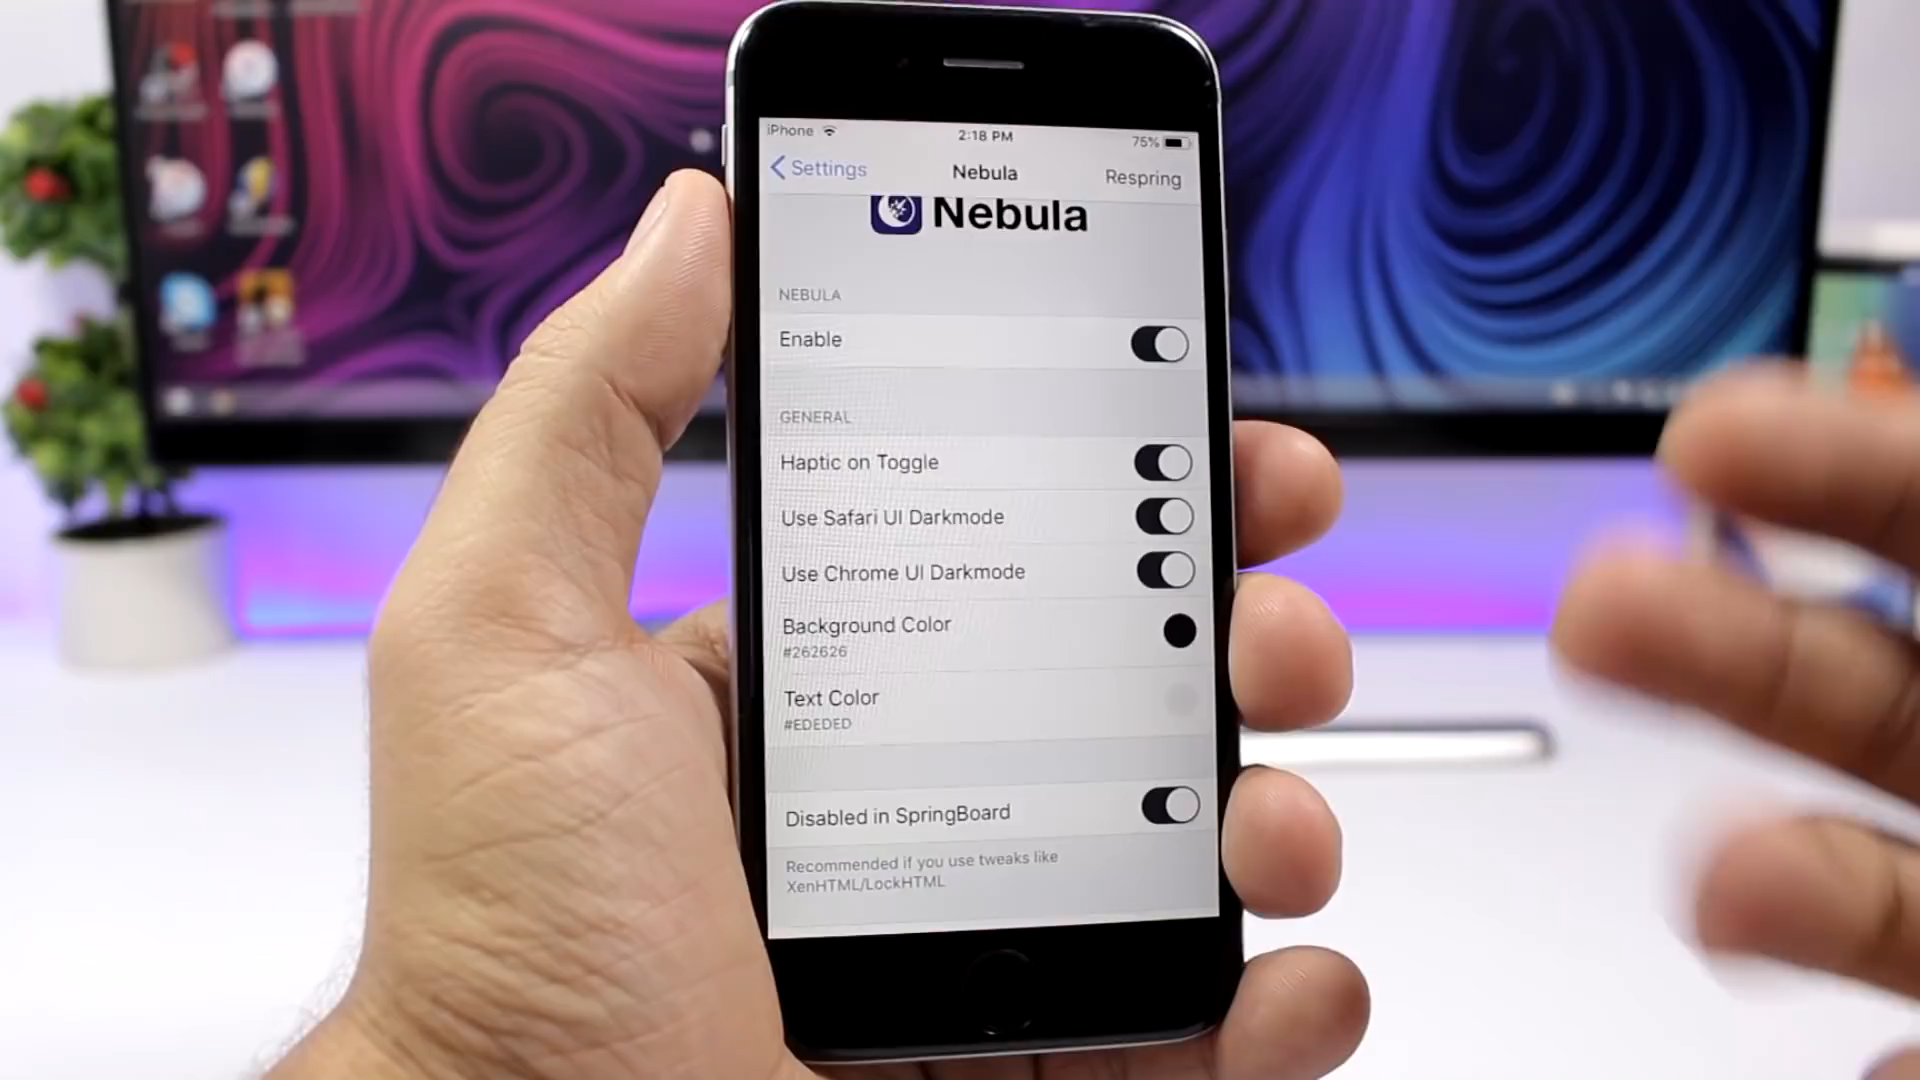 iPhone 2:18 PM 75%
Settings Nebula Respring
Nebula
NEBULA
Enable
GENERAL
Haptic on Toggle
Use Safari UI Darkmode
Use Chrome UI Darkmode
Background Color
#262626
Text Color
#EDEDED
Disabled in SpringBoard
Recommended if you use tweaks like
XenHTML/LockHTML